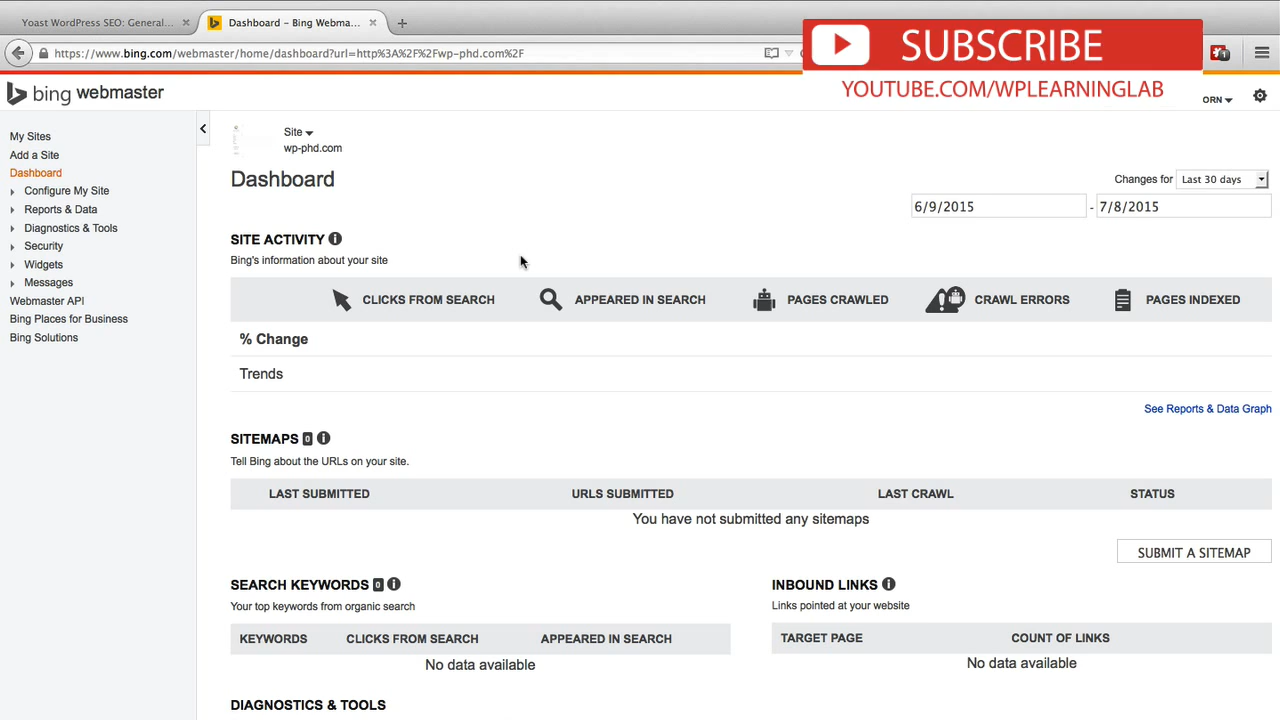 Yoast WordPress SEO: General...
Dashboard – Bing Webma...
https://www.bing.com/webmaster/home/dashboard?url=http%3A%2F%2Fwp-phd.com%2F
SUBSCRIBE
YOUTUBE.COM/WPLEARNINGLAB
bing webmaster
ORN
My Sites
Add a Site
Dashboard
Configure My Site
Reports & Data
Diagnostics & Tools
Security
Widgets
Messages
Webmaster API
Bing Places for Business
Bing Solutions
Site
wp-phd.com
Dashboard
Changes for Last 30 days
6/9/2015 - 7/8/2015
SITE ACTIVITY
Bing's information about your site
CLICKS FROM SEARCH APPEARED IN SEARCH PAGES CRAWLED CRAWL ERRORS PAGES INDEXED
% Change
Trends
See Reports & Data Graph
SITEMAPS 0
Tell Bing about the URLs on your site.
LAST SUBMITTED URLS SUBMITTED LAST CRAWL STATUS
You have not submitted any sitemaps
SUBMIT A SITEMAP
SEARCH KEYWORDS 0
Your top keywords from organic search
KEYWORDS CLICKS FROM SEARCH APPEARED IN SEARCH
No data available
INBOUND LINKS
Links pointed at your website
TARGET PAGE COUNT OF LINKS
No data available
DIAGNOSTICS & TOOLS